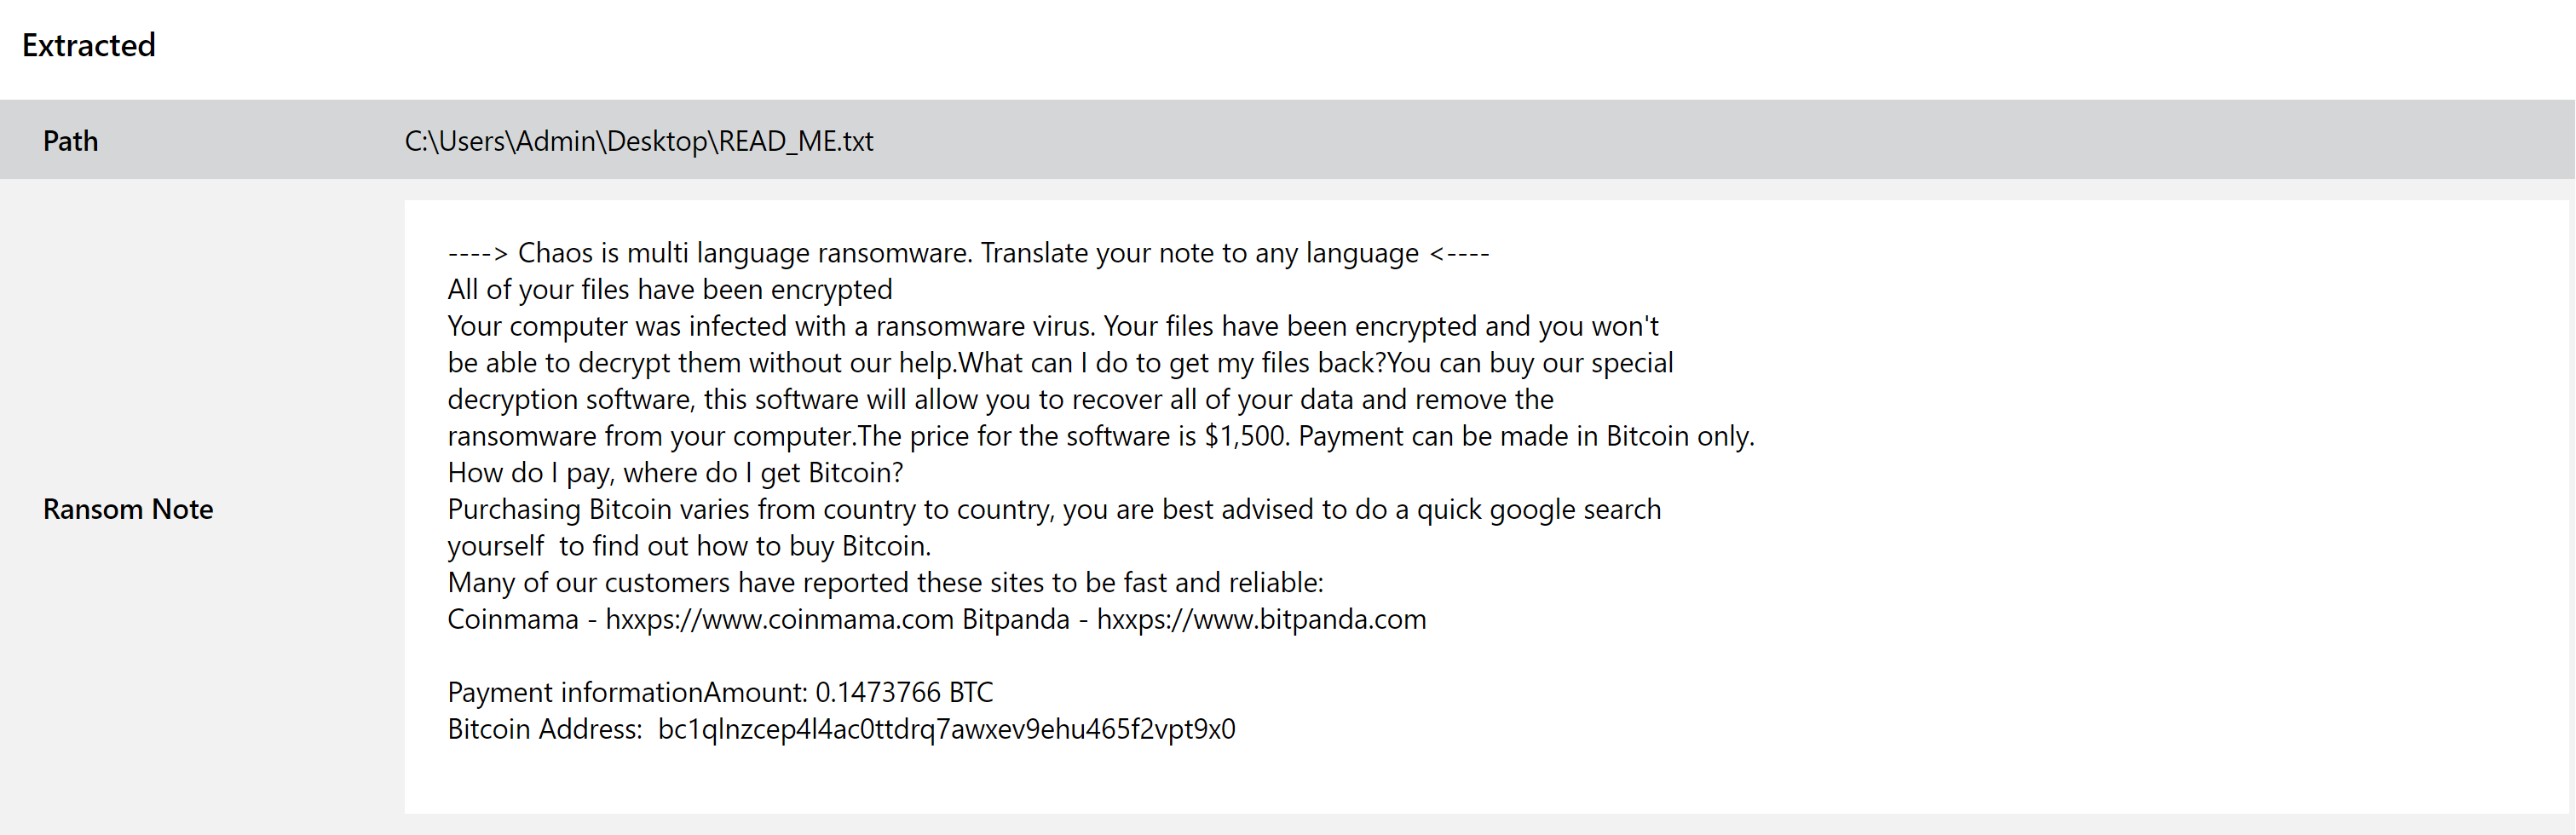 Extracted
Path C:\Users\Admin\Desktop\READ_ME.txt
Ransom Note
----> Chaos is multi language ransomware. Translate your note to any language <----
All of your files have been encrypted
Your computer was infected with a ransomware virus. Your files have been encrypted and you won't
be able to decrypt them without our help.What can I do to get my files back?You can buy our special
decryption software, this software will allow you to recover all of your data and remove the
ransomware from your computer.The price for the software is $1,500. Payment can be made in Bitcoin only.
How do I pay, where do I get Bitcoin?
Purchasing Bitcoin varies from country to country, you are best advised to do a quick google search
yourself  to find out how to buy Bitcoin.
Many of our customers have reported these sites to be fast and reliable:
Coinmama - hxxps://www.coinmama.com Bitpanda - hxxps://www.bitpanda.com
Payment informationAmount: 0.1473766 BTC
Bitcoin Address:  bc1qlnzcep4l4ac0ttdrq7awxev9ehu465f2vpt9x0